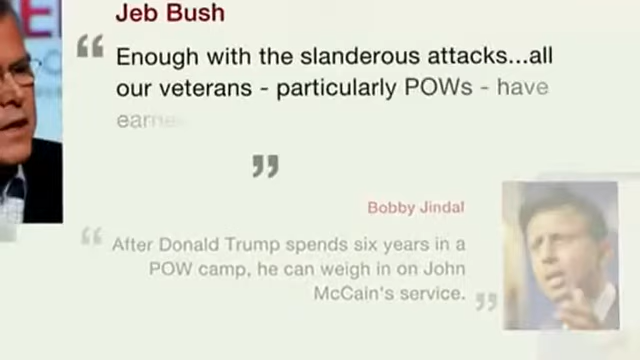 Jeb Bush
“ Enough with the slanderous attacks...all
our veterans - particularly POWs - have
earne
”
Bobby Jindal
“ After Donald Trump spends six years in a
POW camp, he can weigh in on John
McCain's service. ”